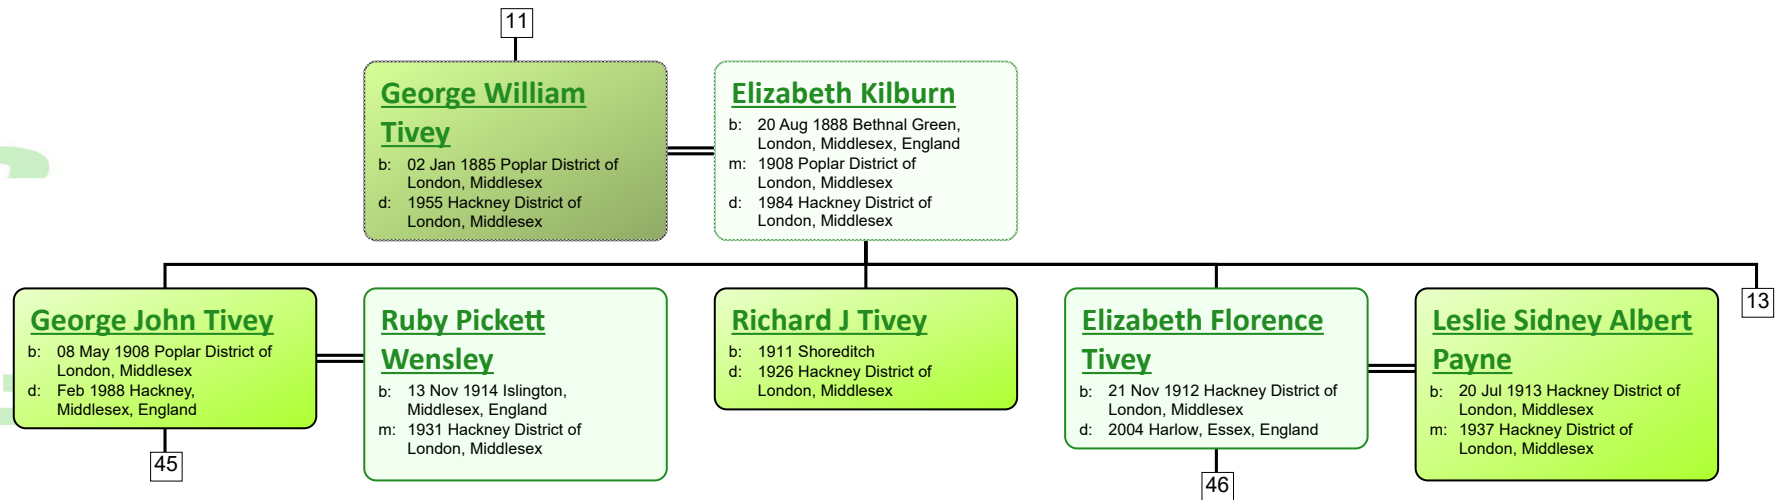 11
George William
Tivey
b: 02 Jan 1885 Poplar District of
London, Middlesex
d: 1955 Hackney District of
London, Middlesex
Elizabeth Kilburn
b: 20 Aug 1888 Bethnal Green,
London, Middlesex, England
m: 1908 Poplar District of
London, Middlesex
d: 1984 Hackney District of
London, Middlesex
George John Tivey
b: 08 May 1908 Poplar District of
London, Middlesex
d: Feb 1988 Hackney,
Middlesex, England
45
Ruby Pickett
Wensley
b: 13 Nov 1914 Islington,
Middlesex, England
m: 1931 Hackney District of
London, Middlesex
Richard J Tivey
b: 1911 Shoreditch
d: 1926 Hackney District of
London, Middlesex
Elizabeth Florence
Tivey
b: 21 Nov 1912 Hackney District of
London, Middlesex
d: 2004 Harlow, Essex, England
46
Leslie Sidney Albert
Payne
b: 20 Jul 1913 Hackney District of
London, Middlesex
m: 1937 Hackney District of
London, Middlesex
13